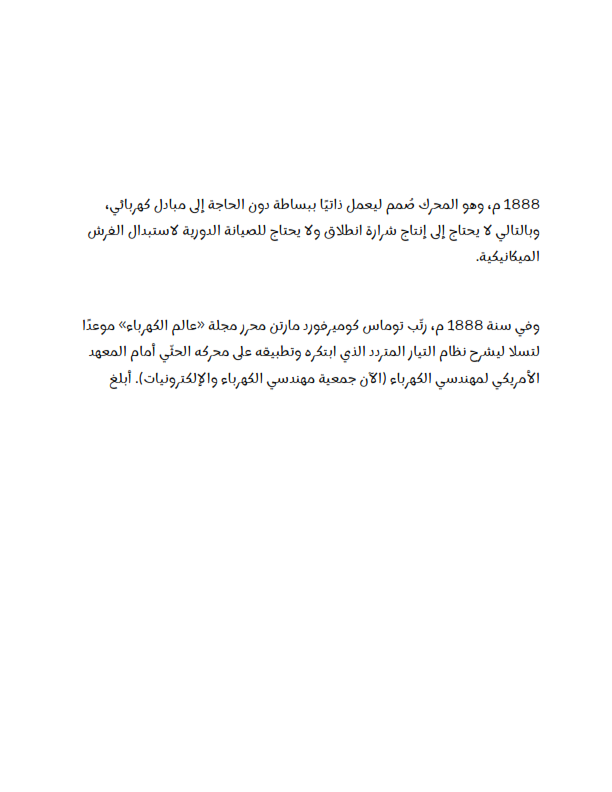 1888 م، وهو المحرك صُمم ليعمل ذاتيًا ببساطة دون الحاجة إلى مبادل كهربائي،
وبالتالي لا يحتاج إلى إنتاج شرارة انطلاق ولا يحتاج للصيانة الدورية لاستبدال الفرش
الميكانيكية.
وفي سنة 1888 م، رتّب توماس كوميرفورد مارتن محرر مجلة «عالم الكهرباء» موعدًا
لتسلا ليشرح نظام التيار المتردد الذي ابتكره وتطبيقه على محركه الحثّي أمام المعهد
الأمريكي لمهندسي الكهرباء (الآن جمعية مهندسي الكهرباء والإلكترونيات). أبلغ